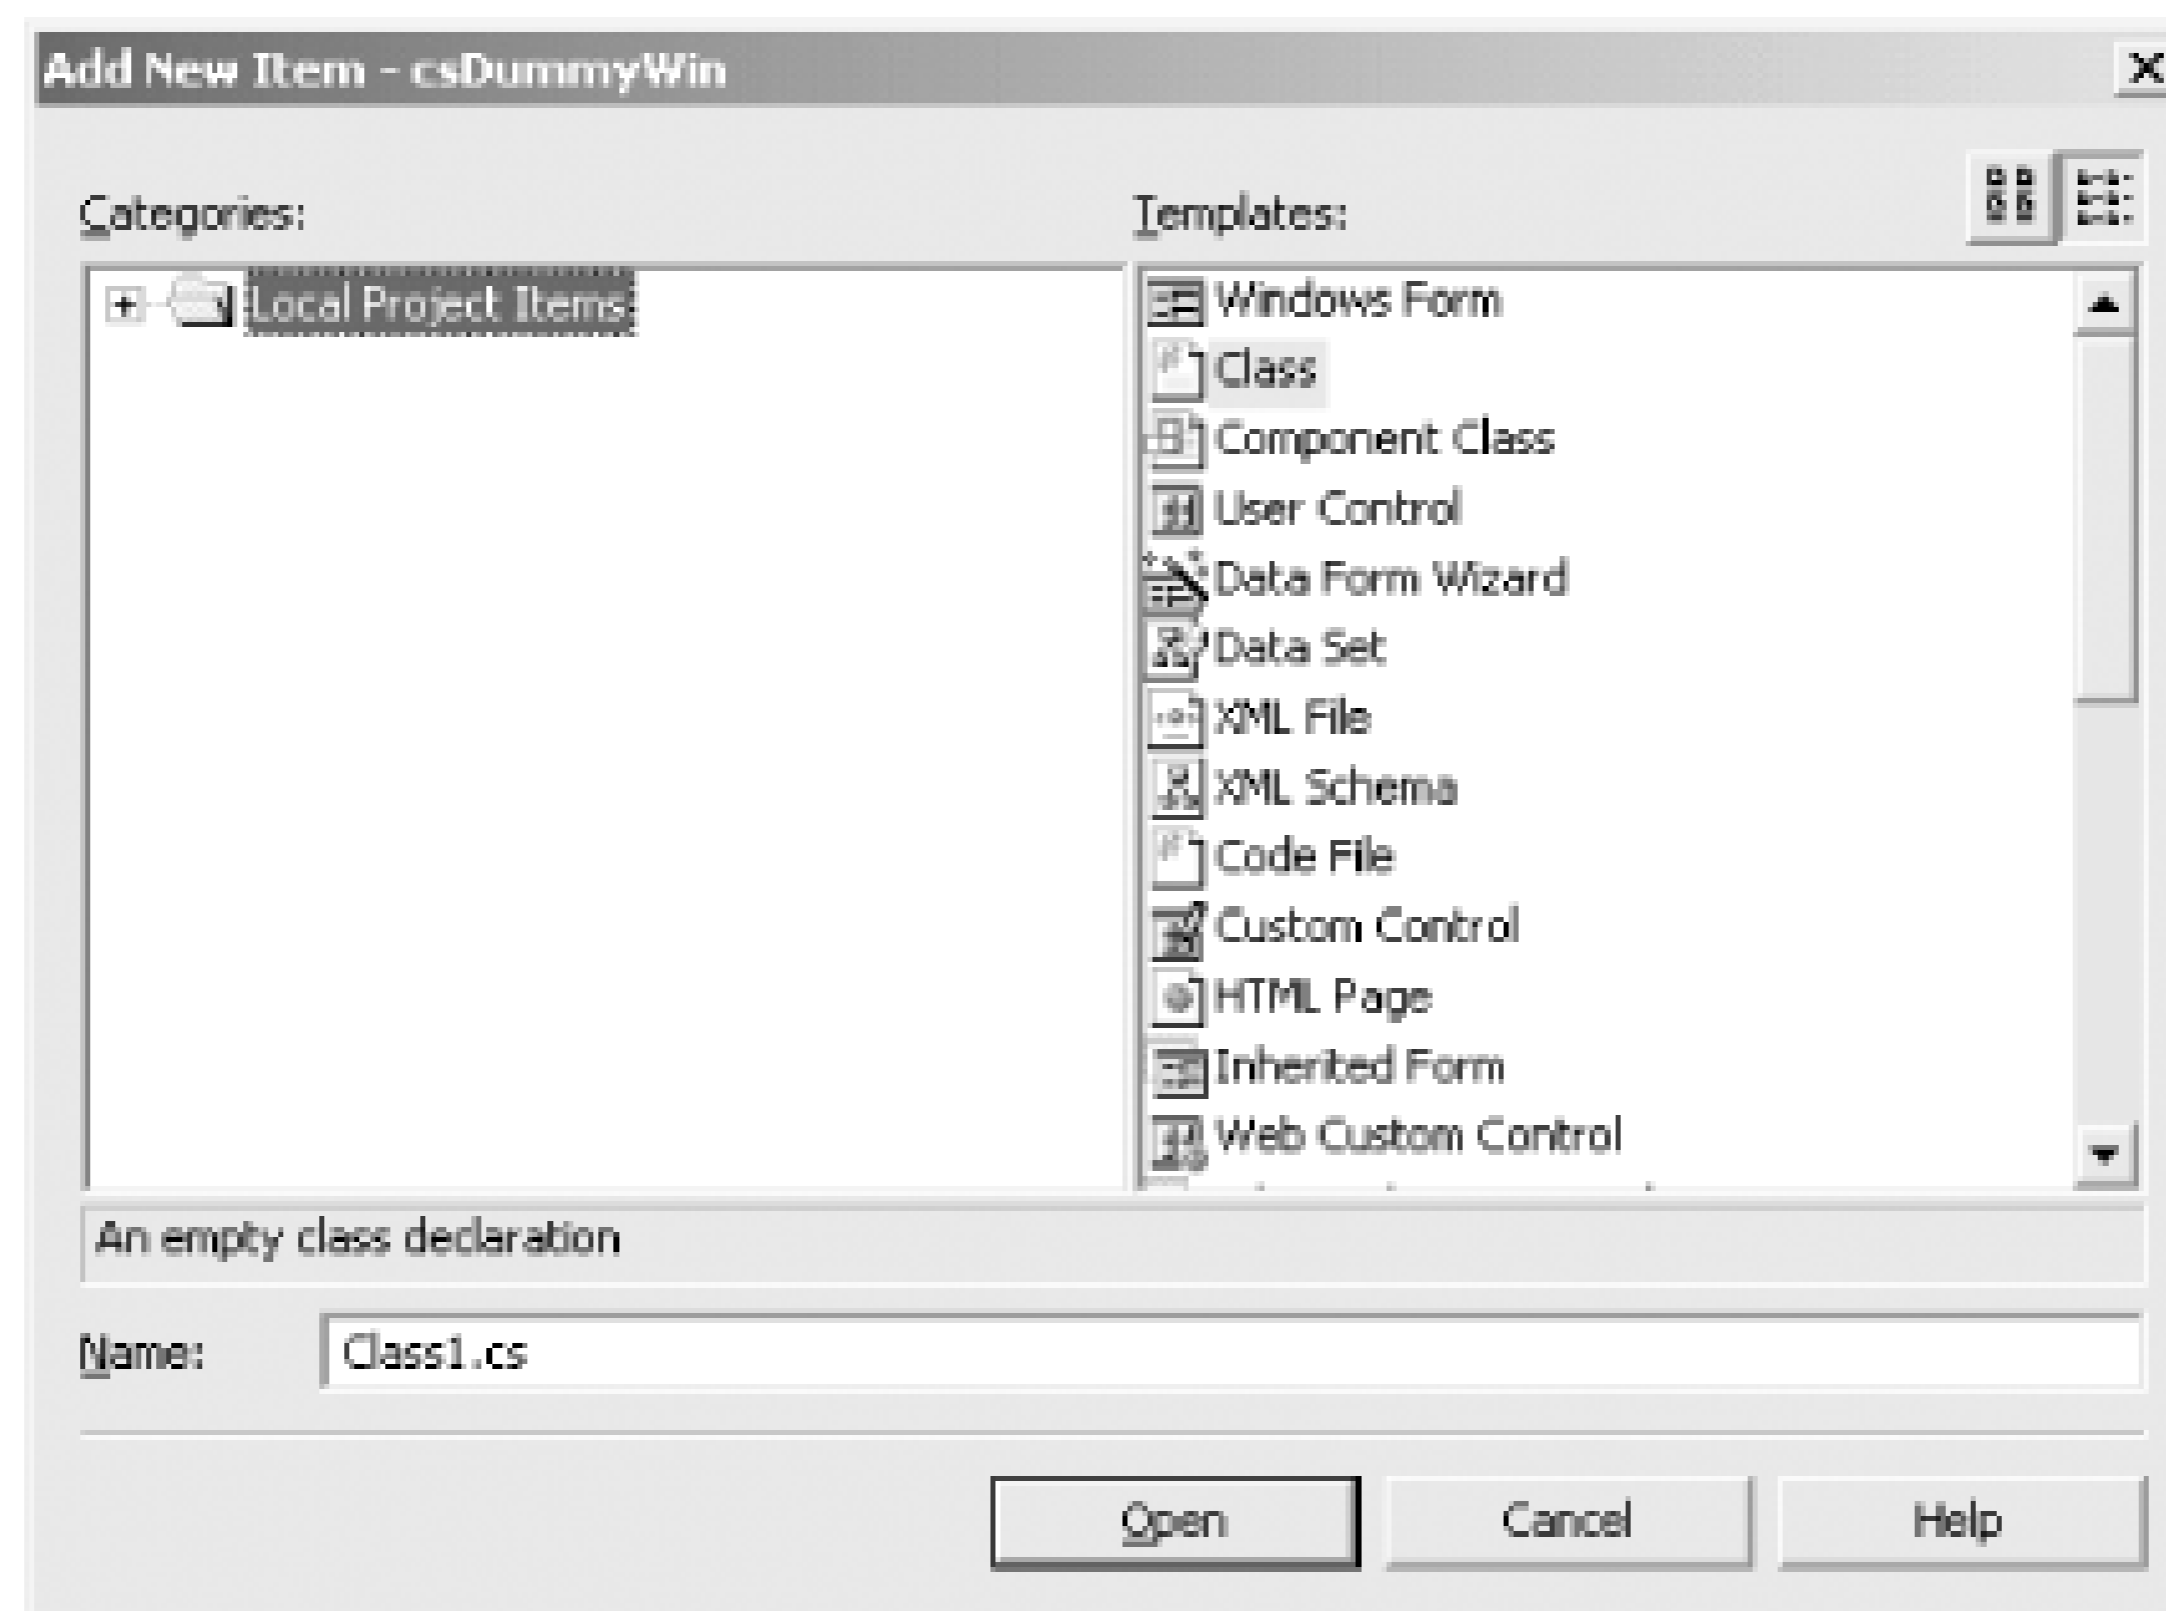 Add New Item - csDummyWin
Categories:
Templates:
Local Project Items
Windows Form
Class
Component Class
User Control
Data Form Wizard
Data Set
XML File
XML Schema
Code File
Custom Control
HTML Page
Inherited Form
Web Custom Control
An empty class declaration
Name:
Class1.cs
Open
Cancel
Help